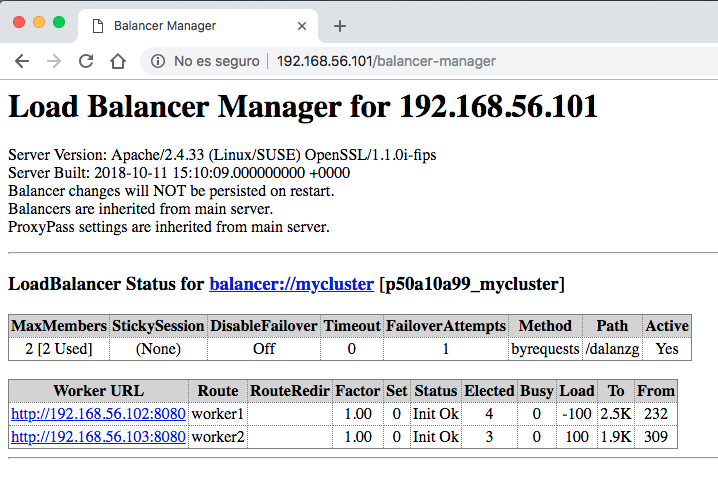 Balancer Manager
No es seguro | 192.168.56.101/balancer-manager
Load Balancer Manager for 192.168.56.101
Server Version: Apache/2.4.33 (Linux/SUSE) OpenSSL/1.1.0i-fips
Server Built: 2018-10-11 15:10:09.000000000 +0000
Balancer changes will NOT be persisted on restart.
Balancers are inherited from main server.
ProxyPass settings are inherited from main server.
LoadBalancer Status for balancer://mycluster [p50a10a99_mycluster]
MaxMembers StickySession DisableFailover Timeout FailoverAttempts Method Path Active
2 [2 Used] (None) Off 0 1 byrequests /dalanzg Yes
Worker URL Route RouteRedir Factor Set Status Elected Busy Load To From
http://192.168.56.102:8080 worker1 1.00 0 Init Ok 4 0 -100 2.5K 232
http://192.168.56.103:8080 worker2 1.00 0 Init Ok 3 0 100 1.9K 309